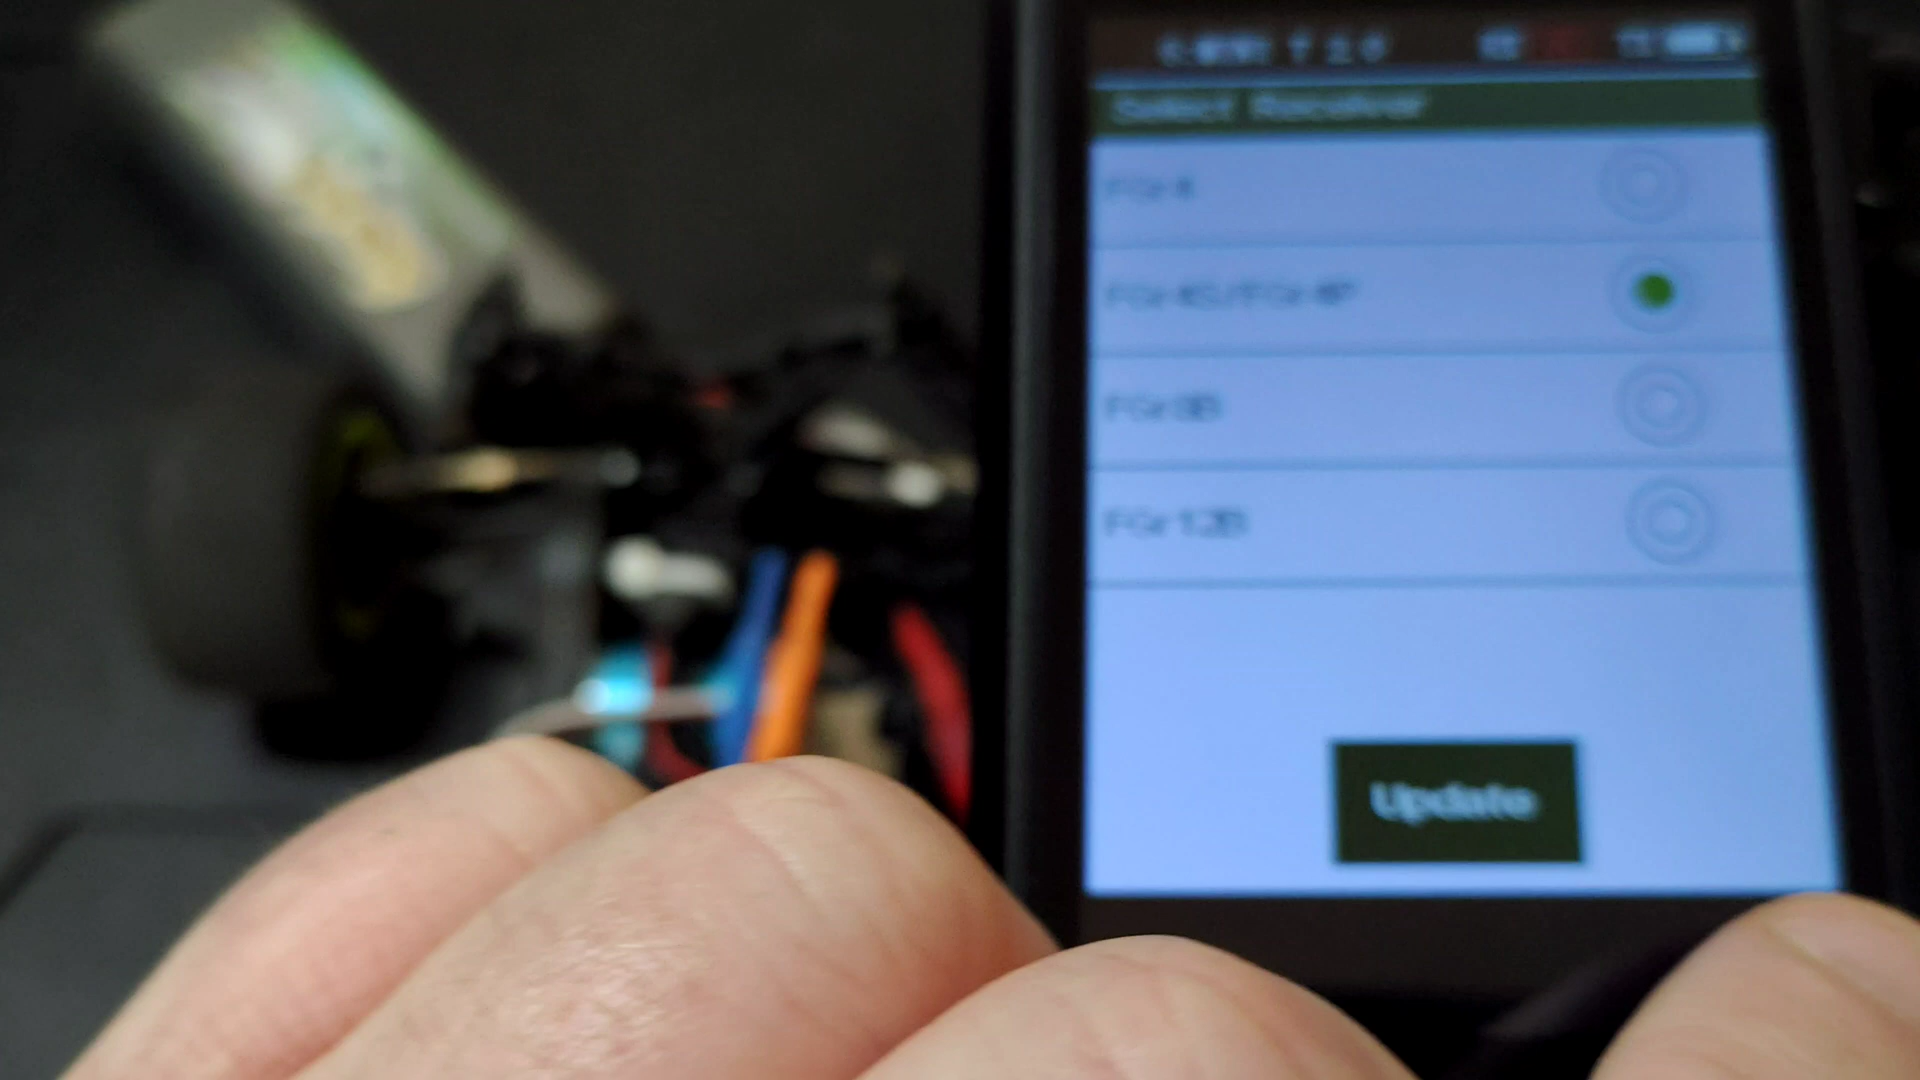 Select Receiver
FGr4
FGr4S/FGr4P
FGr8B
FGr12B
Update